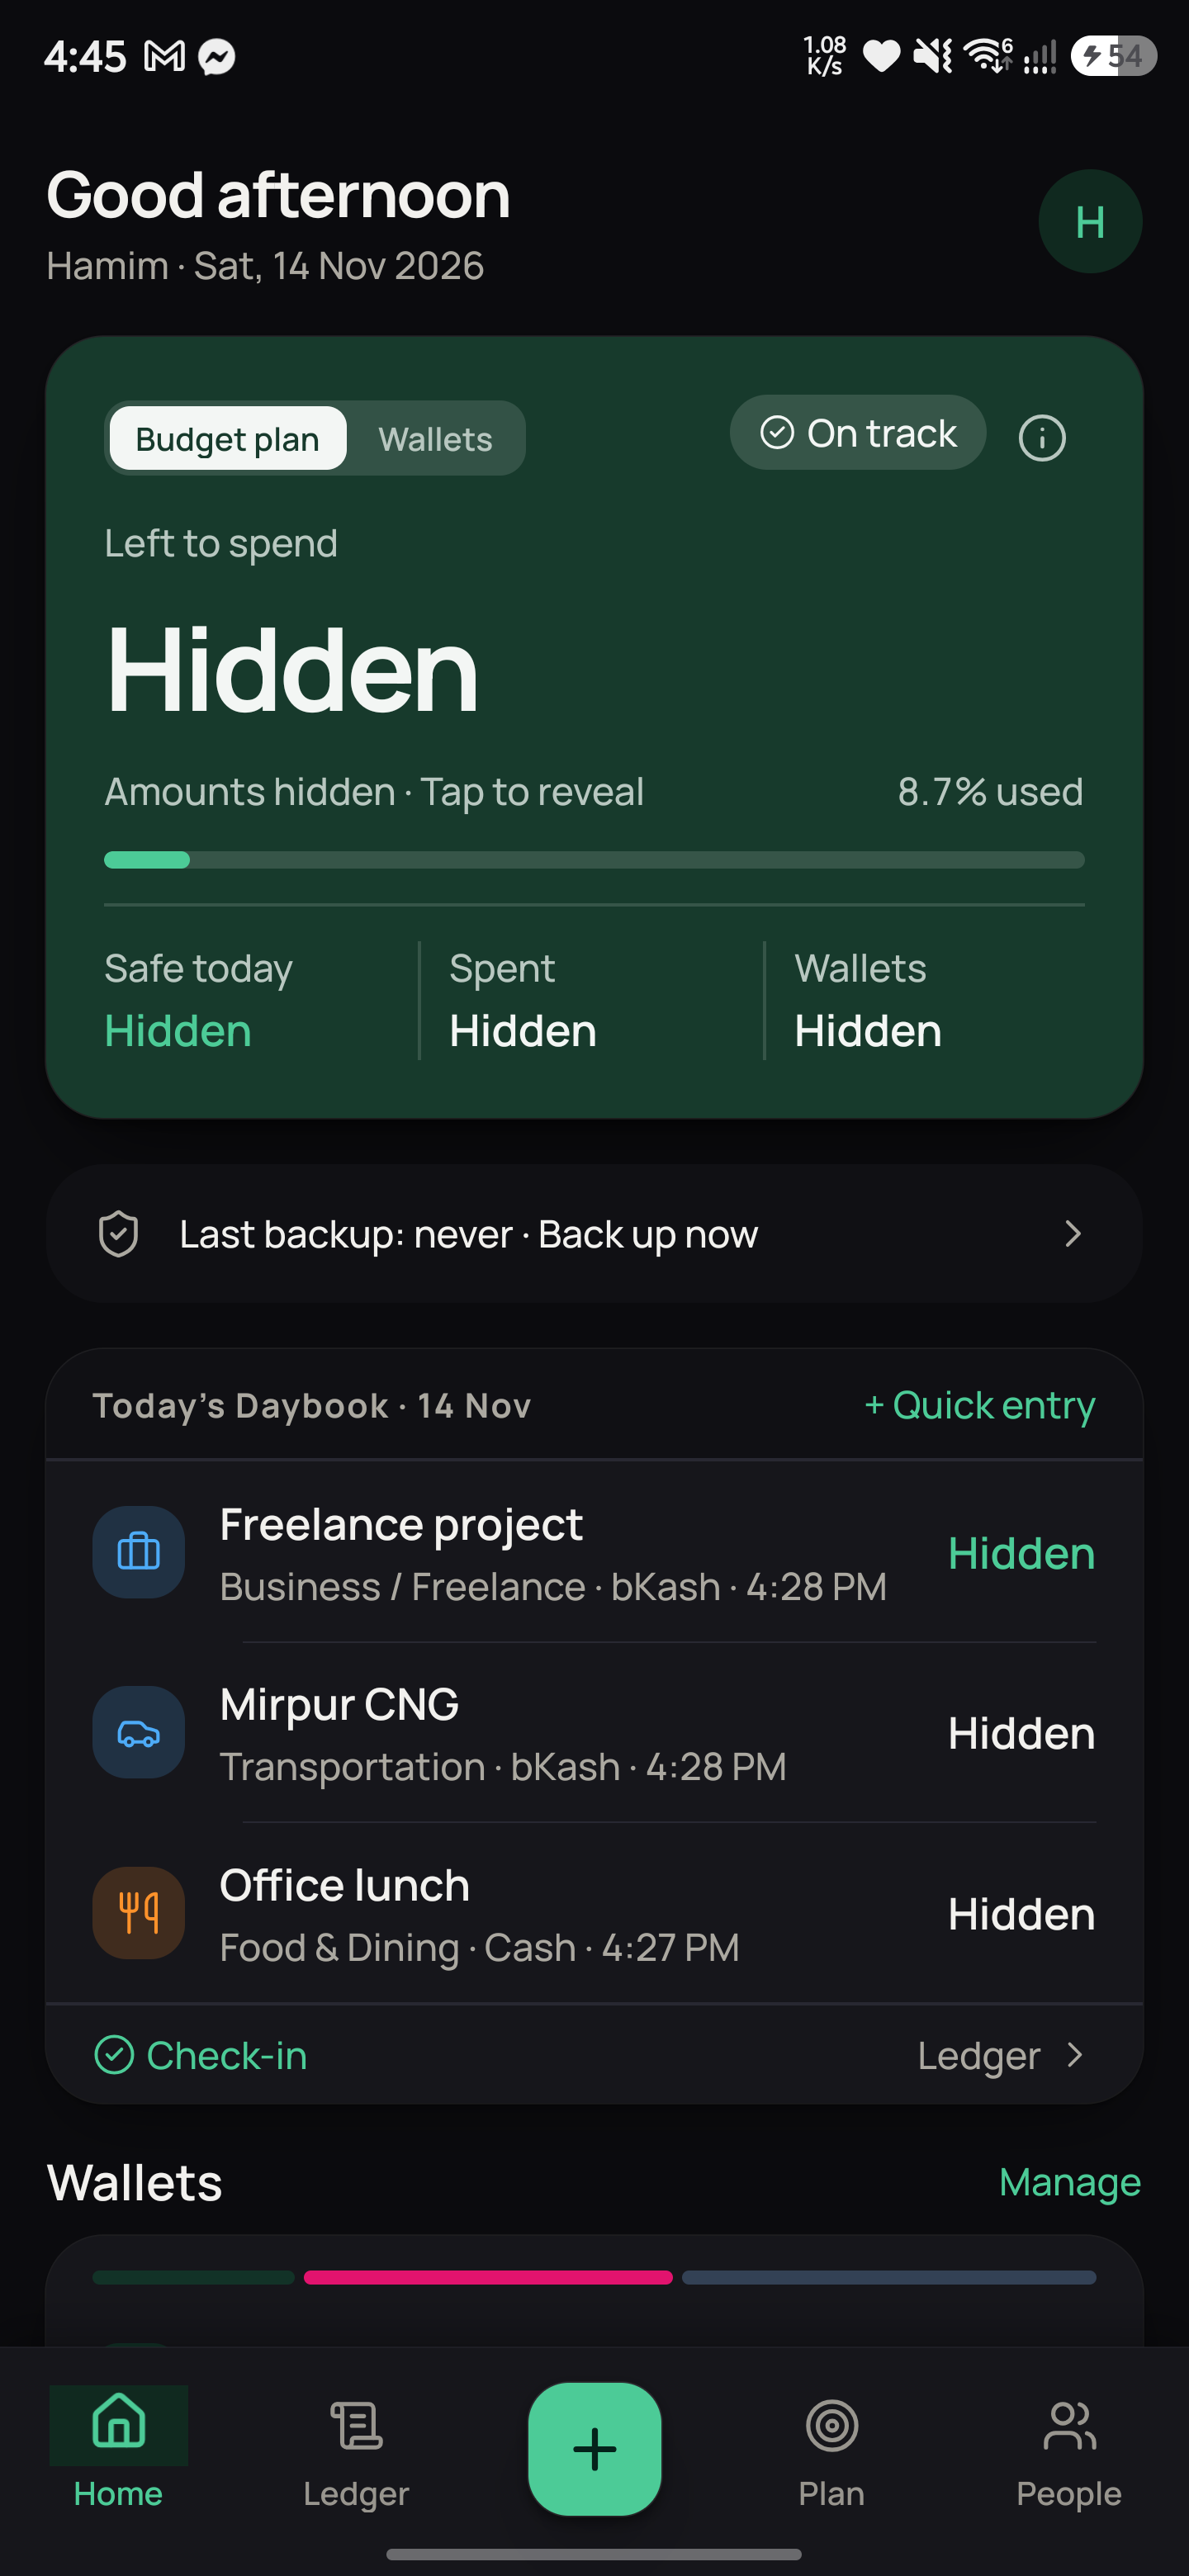 4:45
1.08 K/s
6
54
Good afternoon
H
Hamim · Sat, 14 Nov 2026
Budget plan
Wallets
On track
Left to spend
Hidden
Amounts hidden · Tap to reveal
8.7% used
Safe today
Spent
Wallets
Hidden
Hidden
Hidden
Last backup: never · Back up now
Today's Daybook · 14 Nov
+ Quick entry
Freelance project
Business / Freelance · bKash · 4:28 PM
Hidden
Mirpur CNG
Transportation · bKash · 4:28 PM
Hidden
Office lunch
Food & Dining · Cash · 4:27 PM
Hidden
Check-in
Ledger
Wallets
Manage
Home
Ledger
Plan
People